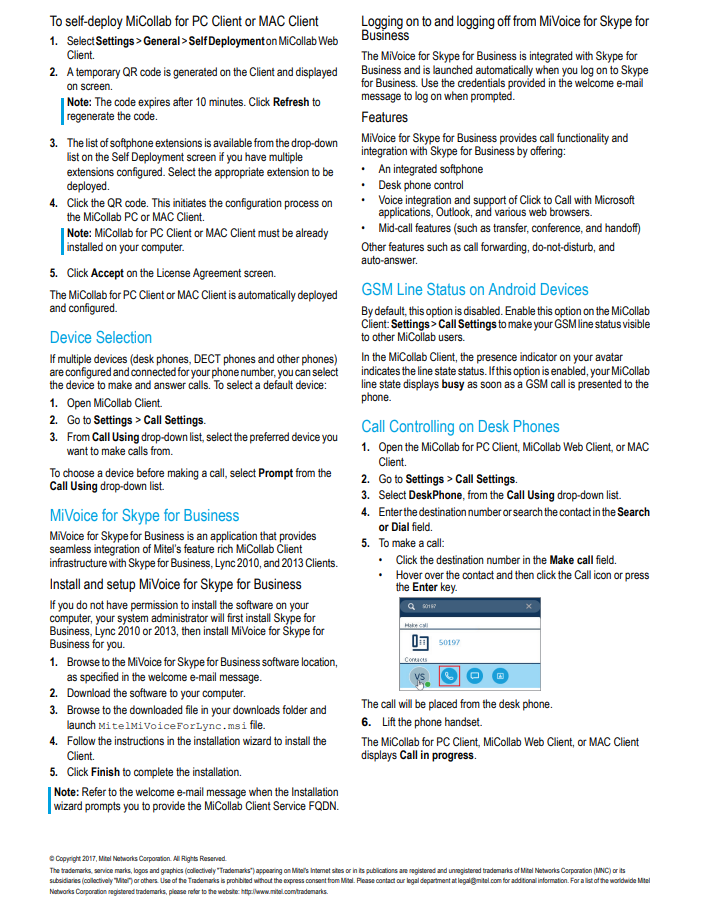 To self-deploy MiCollab for PC Client or MAC Client
1. Select Settings > General > Self Deployment on MiCollab Web
Client.
2. A temporary QR code is generated on the Client and displayed
on screen.
Note: The code expires after 10 minutes. Click Refresh to
regenerate the code.
3. The list of softphone extensions is available from the drop-down
list on the Self Deployment screen if you have multiple
extensions configured. Select the appropriate extension to be
deployed.
4. Click the QR code. This initiates the configuration process on
the MiCollab PC or MAC Client.
Note: MiCollab for PC Client or MAC Client must be already
installed on your computer.
5. Click Accept on the License Agreement screen.
The MiCollab for PC Client or MAC Client is automatically deployed
and configured.
Device Selection
If multiple devices (desk phones, DECT phones and other phones)
are configured and connected for your phone number, you can select
the device to make and answer calls. To select a default device:
1. Open MiCollab Client.
2. Go to Settings > Call Settings.
3. From Call Using drop-down list, select the preferred device you
want to make calls from.
To choose a device before making a call, select Prompt from the
Call Using drop-down list.
MiVoice for Skype for Business
MiVoice for Skype for Business is an application that provides
seamless integration of Mitel's feature rich MiCollab Client
infrastructure with Skype for Business, Lync 2010, and 2013 Clients.
Install and setup MiVoice for Skype for Business
If you do not have permission to install the software on your
computer, your system administrator will first install Skype for
Business, Lync 2010 or 2013, then install MiVoice for Skype for
Business for you.
1. Browse to the MiVoice for Skype for Business software location,
as specified in the welcome e-mail message.
2. Download the software to your computer.
3. Browse to the downloaded file in your downloads folder and
launch MitelMiVoiceForLync.msi file.
4. Follow the instructions in the installation wizard to install the
Client.
5. Click Finish to complete the installation.
Note: Refer to the welcome e-mail message when the Installation
wizard prompts you to provide the MiCollab Client Service FQDN.
Logging on to and logging off from MiVoice for Skype for
Business
The MiVoice for Skype for Business is integrated with Skype for
Business and is launched automatically when you log on to Skype
for Business. Use the credentials provided in the welcome e-mail
message to log on when prompted.
Features
MiVoice for Skype for Business provides call functionality and
integration with Skype for Business by offering:
• An integrated softphone
• Desk phone control
• Voice integration and support of Click to Call with Microsoft
applications, Outlook, and various web browsers.
• Mid-call features (such as transfer, conference, and handoff)
Other features such as call forwarding, do-not-disturb, and
auto-answer.
GSM Line Status on Android Devices
By default, this option is disabled. Enable this option on the MiCollab
Client: Settings > Call Settings to make your GSM line status visible
to other MiCollab users.
In the MiCollab Client, the presence indicator on your avatar
indicates the line state status. If this option is enabled, your MiCollab
line state displays busy as soon as a GSM call is presented to the
phone.
Call Controlling on Desk Phones
1. Open the MiCollab for PC Client, MiCollab Web Client, or MAC
Client.
2. Go to Settings > Call Settings.
3. Select DeskPhone, from the Call Using drop-down list.
4. Enter the destination number or search the contact in the Search
or Dial field.
5. To make a call:
• Click the destination number in the Make call field.
• Hover over the contact and then click the Call icon or press
the Enter key.
50197
Make call
50197
Contacts
VS
The call will be placed from the desk phone.
6. Lift the phone handset.
The MiCollab for PC Client, MiCollab Web Client, or MAC Client
displays Call in progress.
© Copyright 2017, Mitel Networks Corporation. All Rights Reserved.
The trademarks, service marks, logos and graphics (collectively "Trademarks") appearing on Mitel's Internet sites or in its publications are registered and unregistered trademarks of Mitel Networks Corporation (MNC) or its
subsidiaries (collectively "Mitel") or others. Use of the Trademarks is prohibited without the express consent from Mitel. Please contact our legal department at legal@mitel.com for additional information. For a list of the worldwide Mitel
Networks Corporation registered trademarks, please refer to the website: http://www.mitel.com/trademarks.